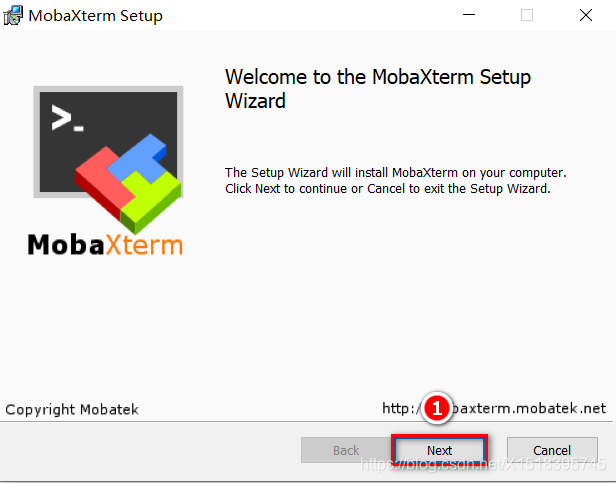 MobaXterm Setup
Welcome to the MobaXterm Setup
Wizard
>_
The Setup Wizard will install MobaXterm on your computer.
Click Next to continue or Cancel to exit the Setup Wizard.
MobaXterm
Copyright Mobatek
http:/ baxterm.mobatek.net
1
Back
Next
Cancel
https://blog.csdn.net/X1518395745